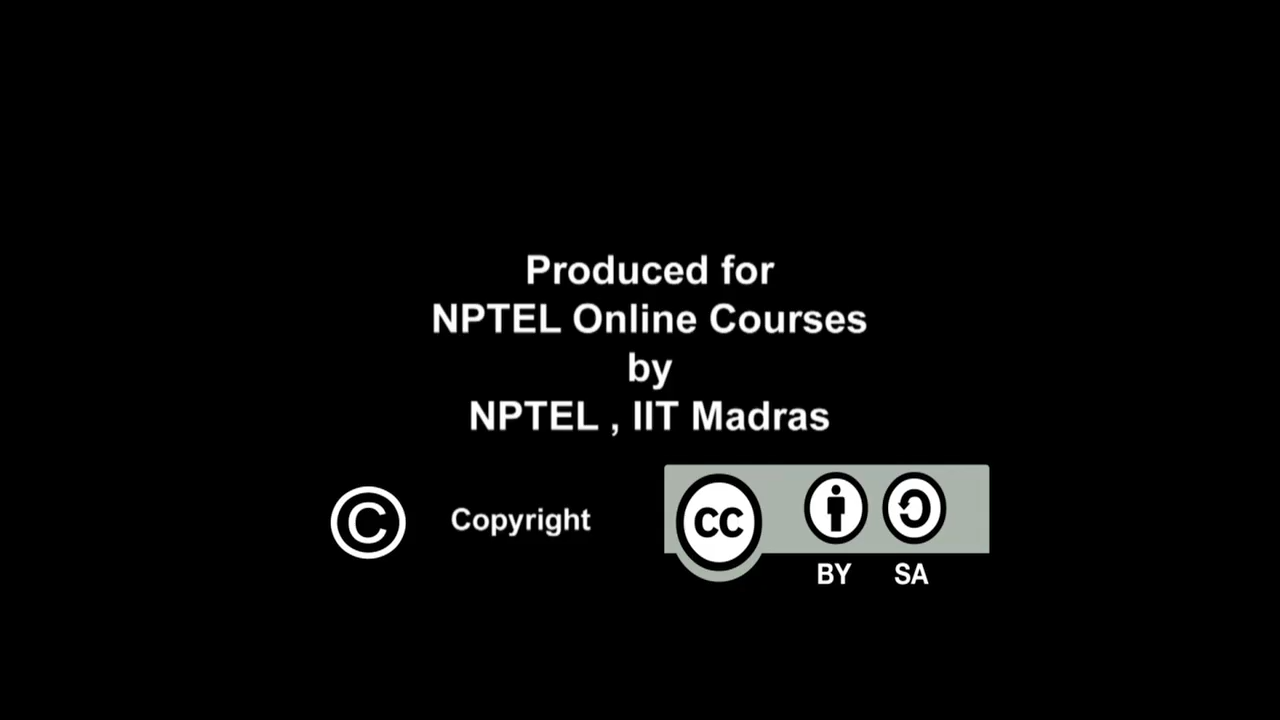 Produced for
NPTEL Online Courses
by
NPTEL , IIT Madras
© Copyright
cc
BY SA